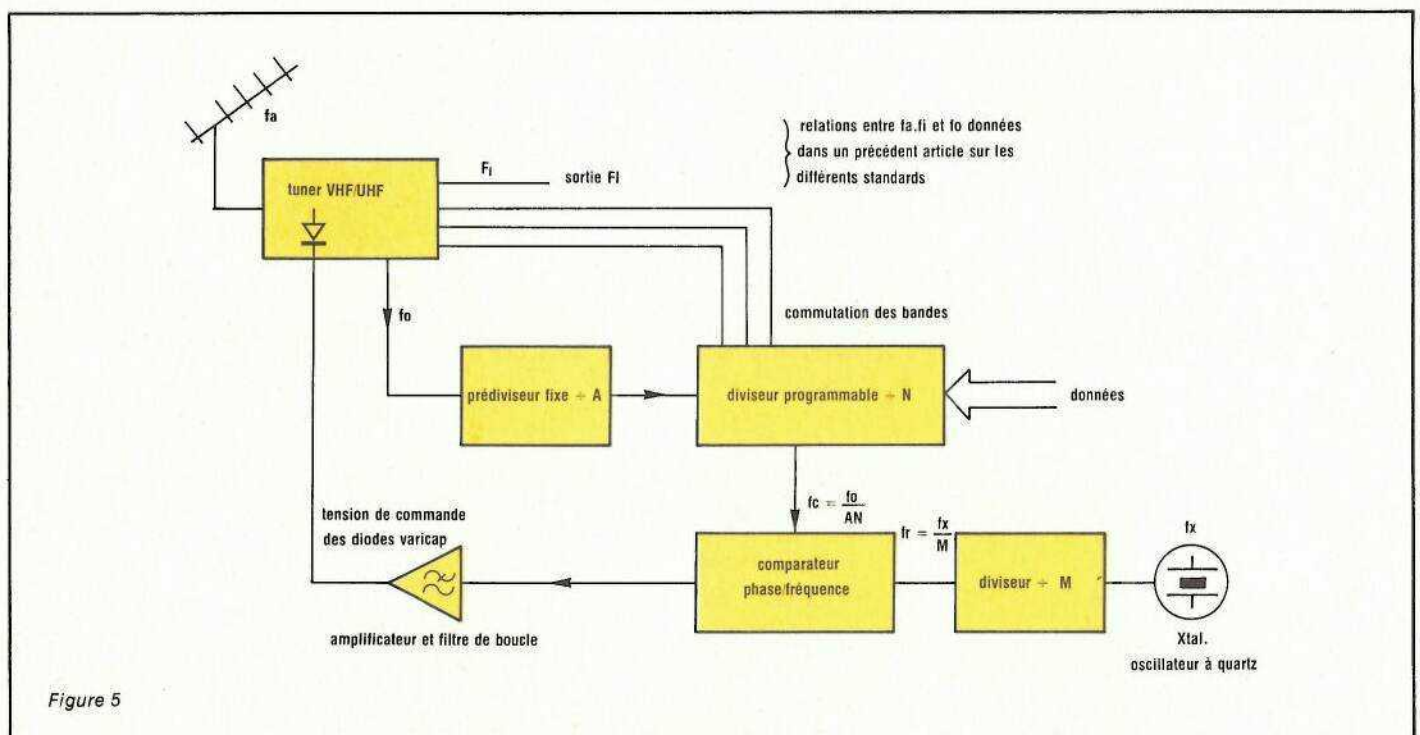 fa
relations entre fa.fi et fo données
dans un précédent article sur les
différents standards
tuner VHF/UHF
Fi
sortie FI
commutation des bandes
fo
prédiviseur fixe ÷ A
diviseur programmable ÷ N
données
fc = fo
AN
tension de commande
des diodes varicap
fr = fx
M
fx
comparateur
phase/fréquence
diviseur ÷ M
amplificateur et filtre de boucle
Xtal.
oscillateur à quartz
Figure 5